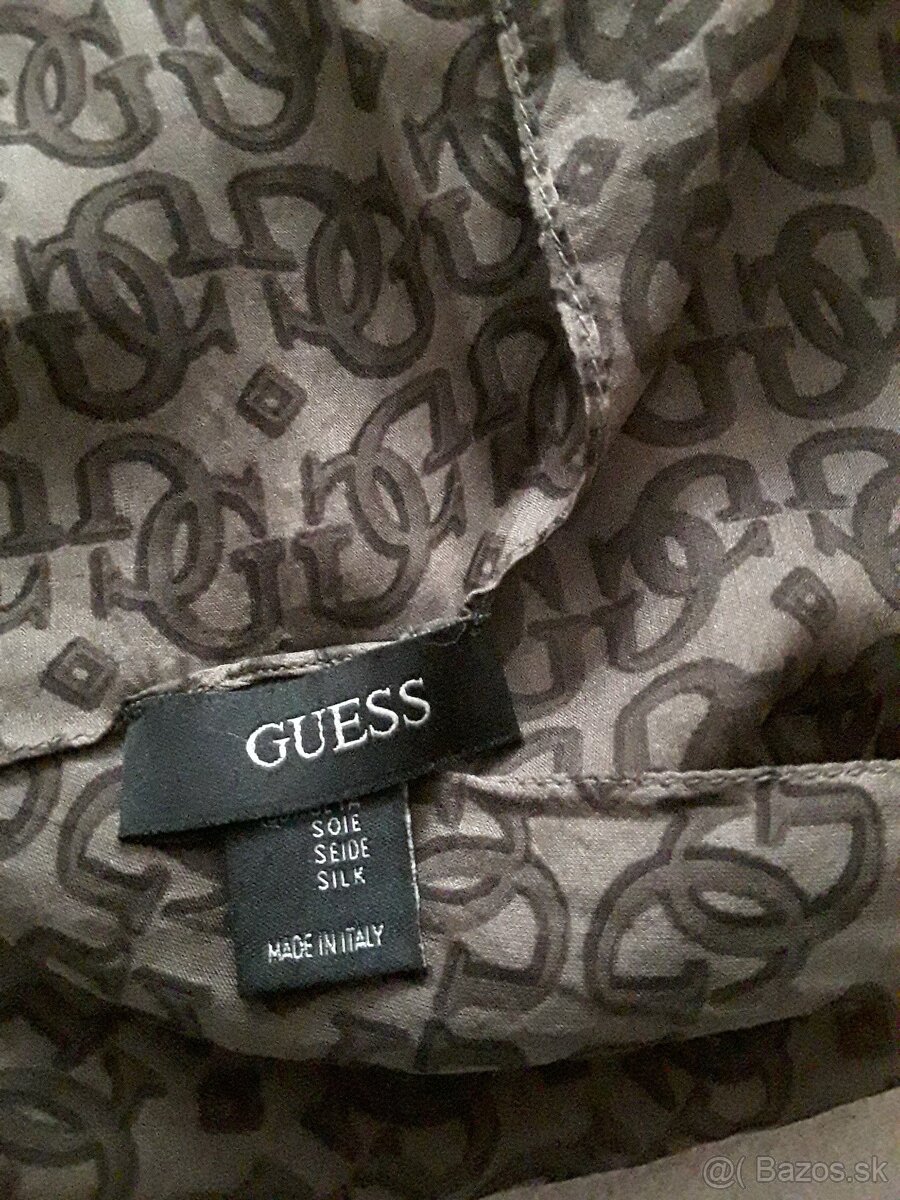 GUESS
SOIE
SEIDE
SILK
MADE IN ITALY
@( Bazos.sk